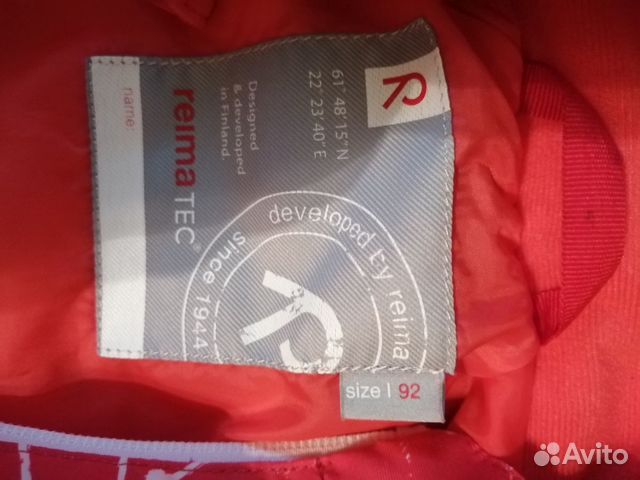 61° 48' 15" N
22° 23' 40" E
Designed
& developed
in Finland.
reimaTEC®
name:
developed by reima
since 1944
size | 92
Avito